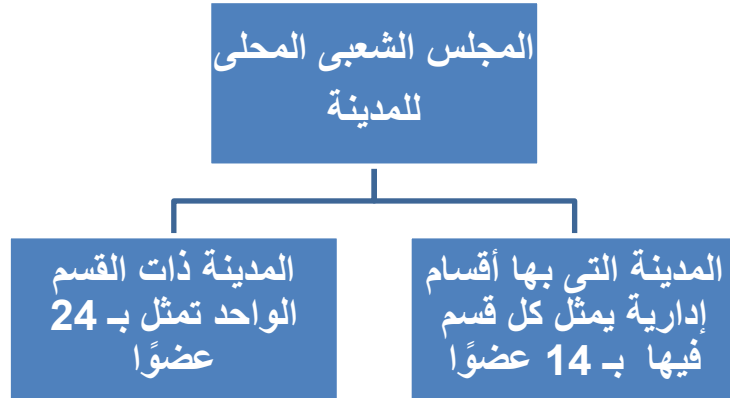 المجلس الشعبى المحلى
للمدينة
المدينة التى بها أقسام
إدارية يمثل كل قسم
فيها بـ 14 عضوًا
المدينة ذات القسم
الواحد تمثل بـ 24
عضوًا